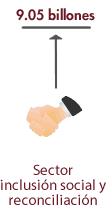 9.05 billones
Sector
inclusión social y
reconciliación